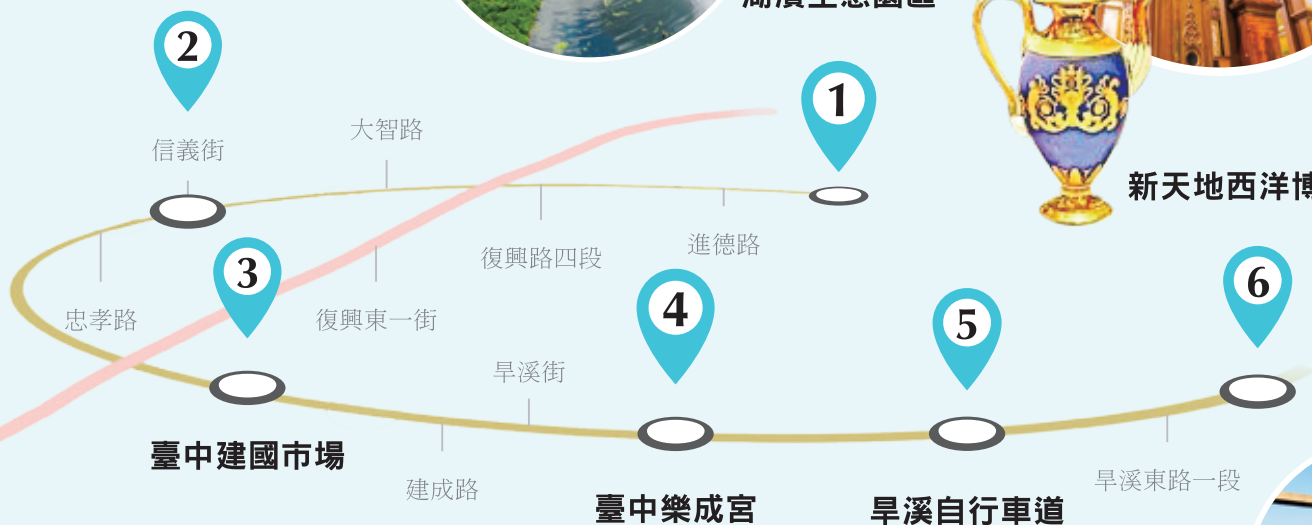 2
1
大智路
信義街
新天地西洋
復興路四段
進德路
3
6
忠孝路
復興東一街
4
5
旱溪街
臺中建國市場
建成路
旱溪東路一段
臺中樂成宮
旱溪自行車道